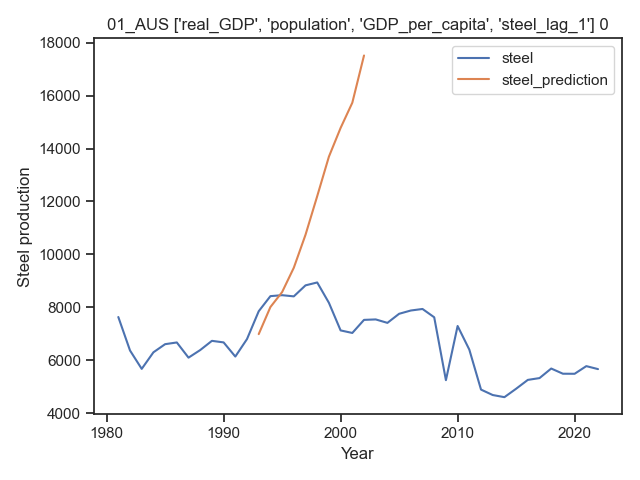 01_AUS ['real_GDP', 'population', 'GDP_per_capita', 'steel_lag_1'] 0
18000
16000
14000
12000
10000
8000
6000
4000
Steel production
steel
steel_prediction
1980
1990
2000
2010
2020
Year